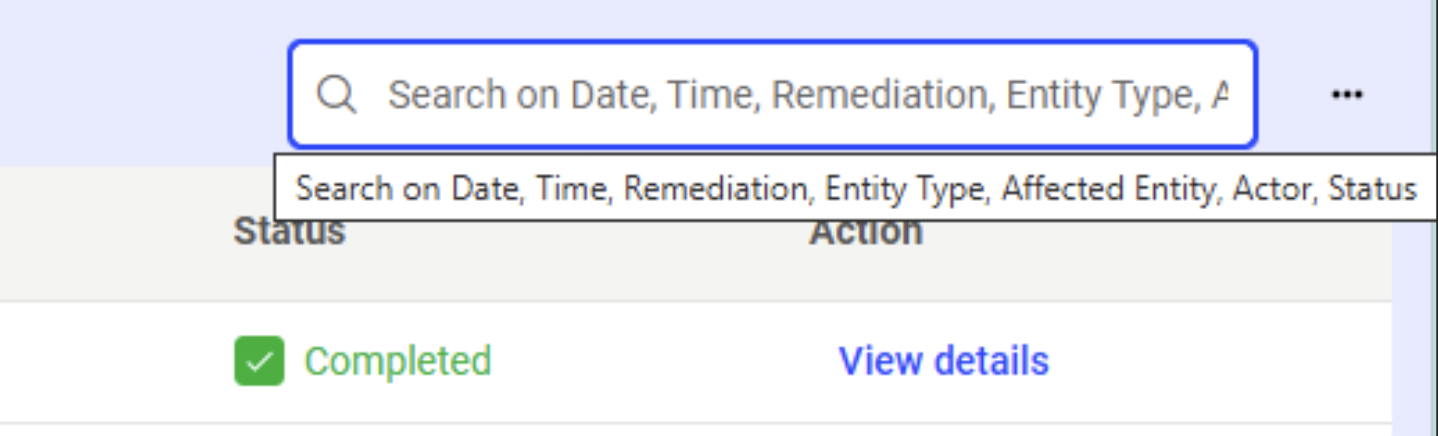 Search on Date, Time, Remediation, Entity Type, A
Search on Date, Time, Remediation, Entity Type, Affected Entity, Actor, Status
Status Action
Completed View details